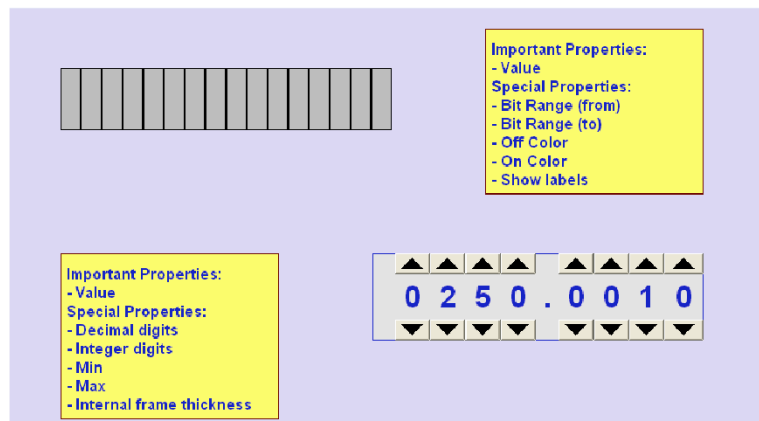 Important Properties:
- Value
Special Properties:
- Bit Range (from)
- Bit Range (to)
- Off Color
- On Color
- Show labels
Important Properties:
- Value
Special Properties:
- Decimal digits
- Integer digits
- Min
- Max
- Internal frame thickness
0250.0010